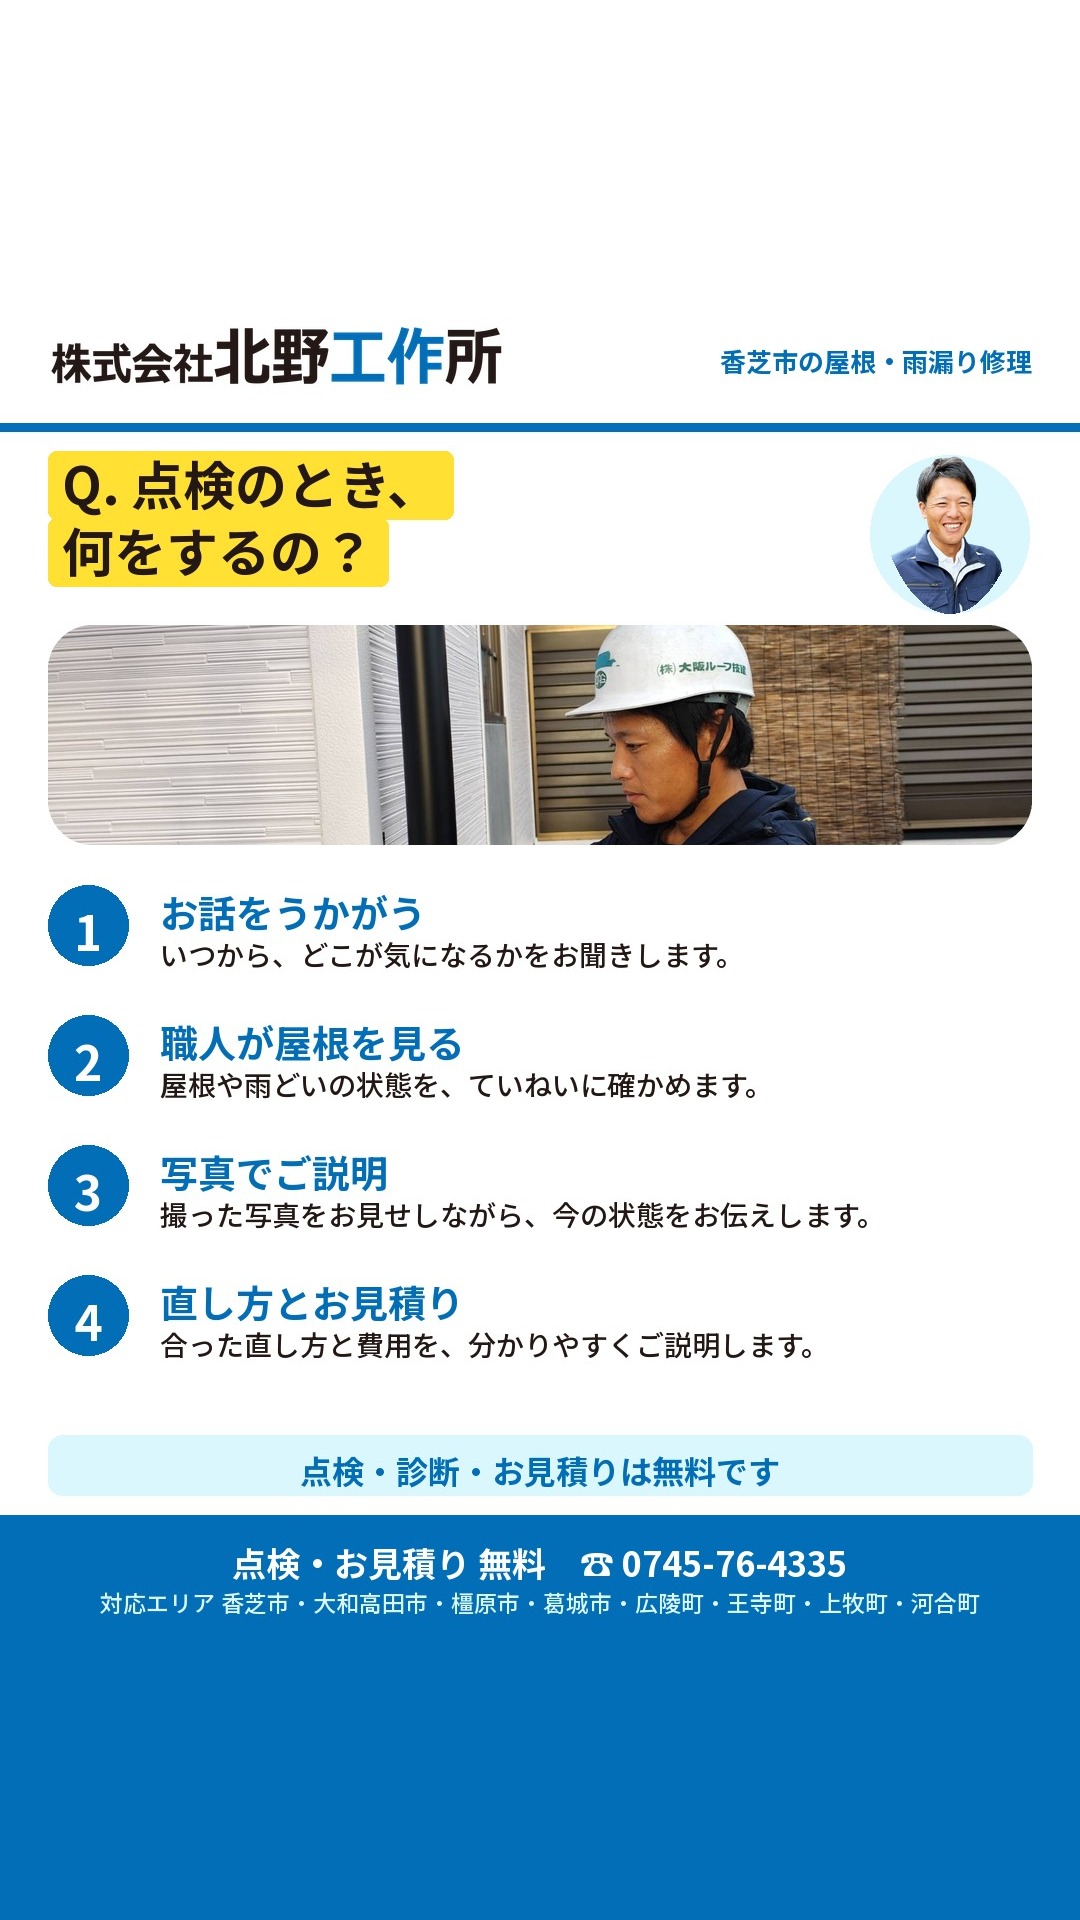 株式会社北野工作所
香芝市の屋根・雨漏り修理
Q. 点検のとき、
何をするの？
(株)大阪ルーフ技建
1
お話をうかがう
いつから、どこが気になるかをお聞きします。
2
職人が屋根を見る
屋根や雨どいの状態を、ていねいに確かめます。
3
写真でご説明
撮った写真をお見せしながら、今の状態をお伝えします。
4
直し方とお見積り
合った直し方と費用を、分かりやすくご説明します。
点検・診断・お見積りは無料です
点検・お見積り 無料　☎ 0745-76-4335
対応エリア 香芝市・大和高田市・橿原市・葛城市・広陵町・王寺町・上牧町・河合町